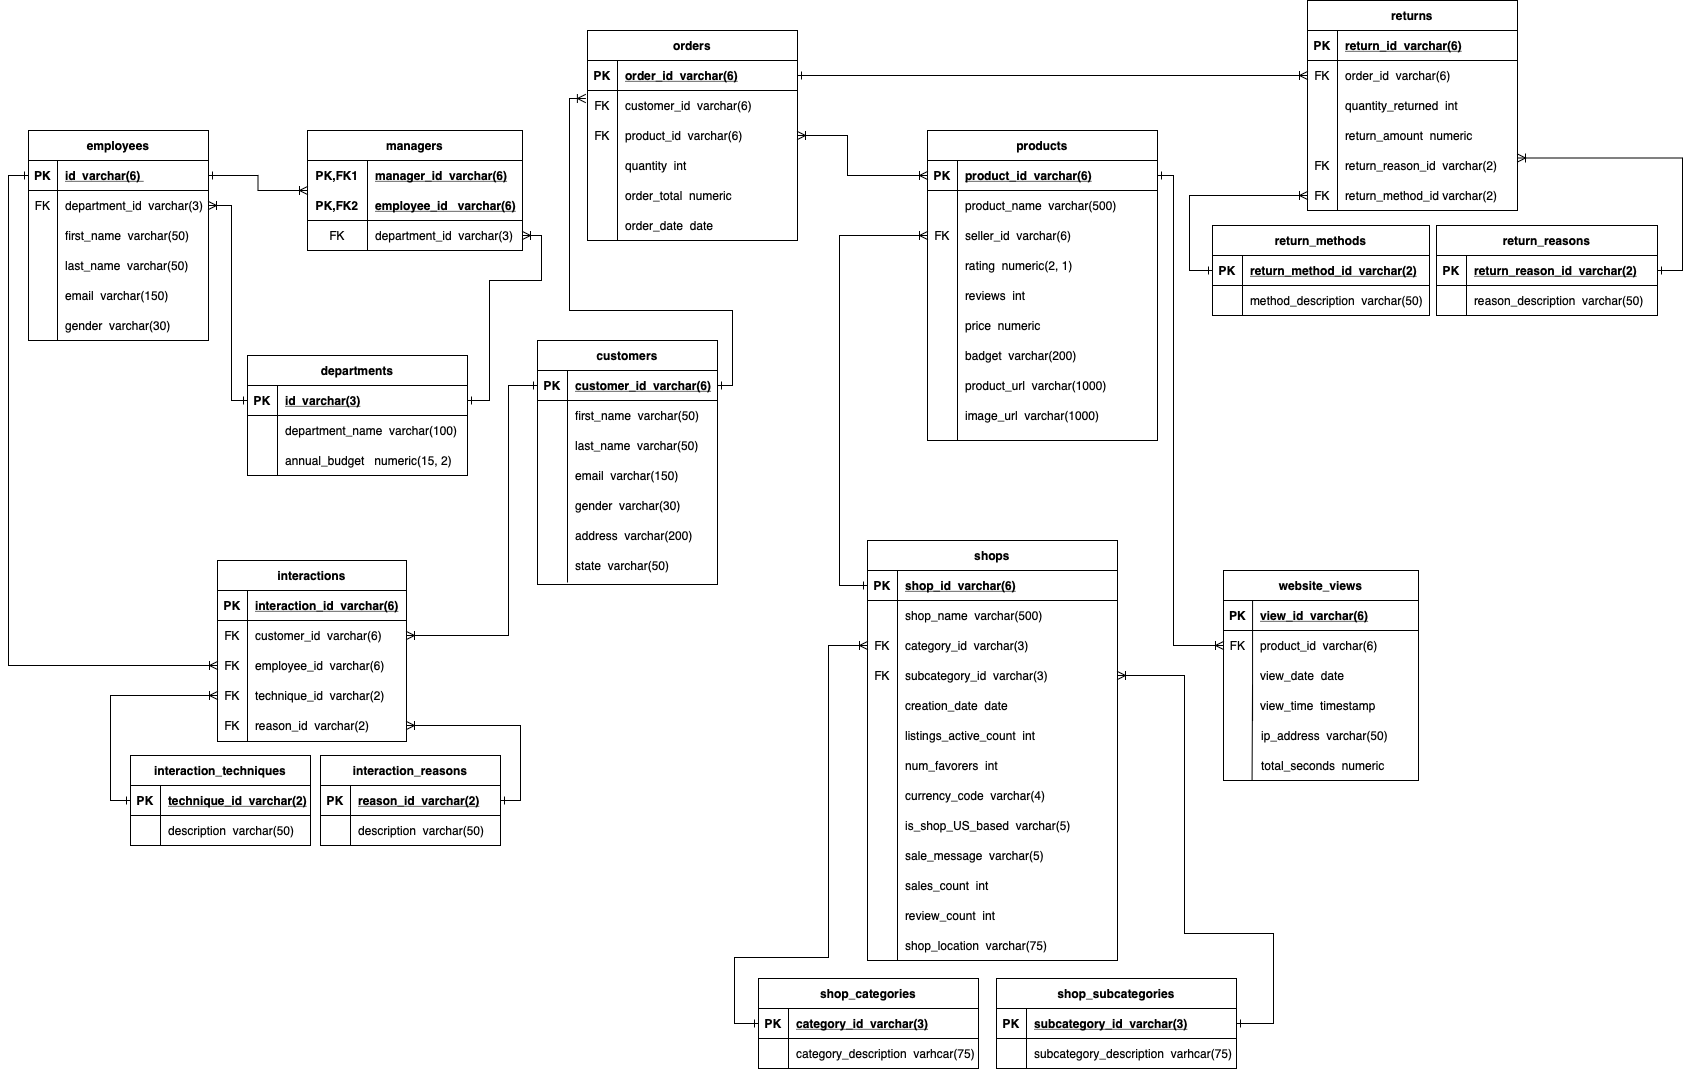 returns
PK return_id varchar(6)
FK order_id varchar(6)
quantity_returned int
return_amount numeric
FK return_reason_id varchar(2)
FK return_method_id varchar(2)
orders
PK order_id varchar(6)
FK customer_id varchar(6)
FK product_id varchar(6)
quantity int
order_total numeric
order_date date
employees
PK id varchar(6)
FK department_id varchar(3)
first_name varchar(50)
last_name varchar(50)
email varchar(150)
gender varchar(30)
managers
PK,FK1 manager_id varchar(6)
PK,FK2 employee_id varchar(6)
FK department_id varchar(3)
products
PK product_id varchar(6)
product_name varchar(500)
FK seller_id varchar(6)
rating numeric(2, 1)
reviews int
price numeric
badget varchar(200)
product_url varchar(1000)
image_url varchar(1000)
return_methods
PK return_method_id varchar(2)
method_description varchar(50)
return_reasons
PK return_reason_id varchar(2)
reason_description varchar(50)
departments
PK id varchar(3)
department_name varchar(100)
annual_budget numeric(15, 2)
customers
PK customer_id varchar(6)
first_name varchar(50)
last_name varchar(50)
email varchar(150)
gender varchar(30)
address varchar(200)
state varchar(50)
interactions
PK interaction_id varchar(6)
FK customer_id varchar(6)
FK employee_id varchar(6)
FK technique_id varchar(2)
FK reason_id varchar(2)
shops
PK shop_id varchar(6)
shop_name varchar(500)
FK category_id varchar(3)
FK subcategory_id varchar(3)
creation_date date
listings_active_count int
num_favorers int
currency_code varchar(4)
is_shop_US_based varchar(5)
sale_message varchar(5)
sales_count int
review_count int
shop_location varchar(75)
website_views
PK view_id varchar(6)
FK product_id varchar(6)
view_date date
view_time timestamp
ip_address varchar(50)
total_seconds numeric
interaction_techniques
PK technique_id varchar(2)
description varchar(50)
interaction_reasons
PK reason_id varchar(2)
description varchar(50)
shop_categories
PK category_id varchar(3)
category_description varhcar(75)
shop_subcategories
PK subcategory_id varchar(3)
subcategory_description varhcar(75)